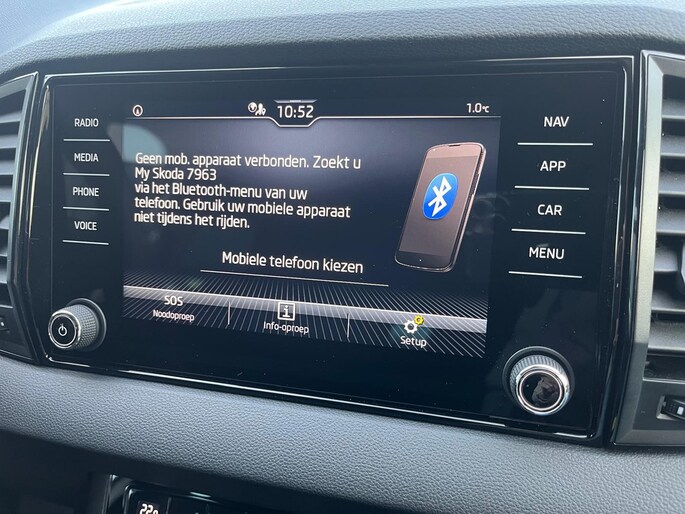 10:52
1.0°C
RADIO
MEDIA
PHONE
VOICE
Geen mob. apparaat verbonden. Zoekt u
My Skoda 7963
via het Bluetooth-menu van uw
telefoon. Gebruik uw mobiele apparaat
niet tijdens het rijden.
Mobiele telefoon kiezen
SOS
Noodoproep
i
Info-oproep
Setup
NAV
APP
CAR
MENU
22.0